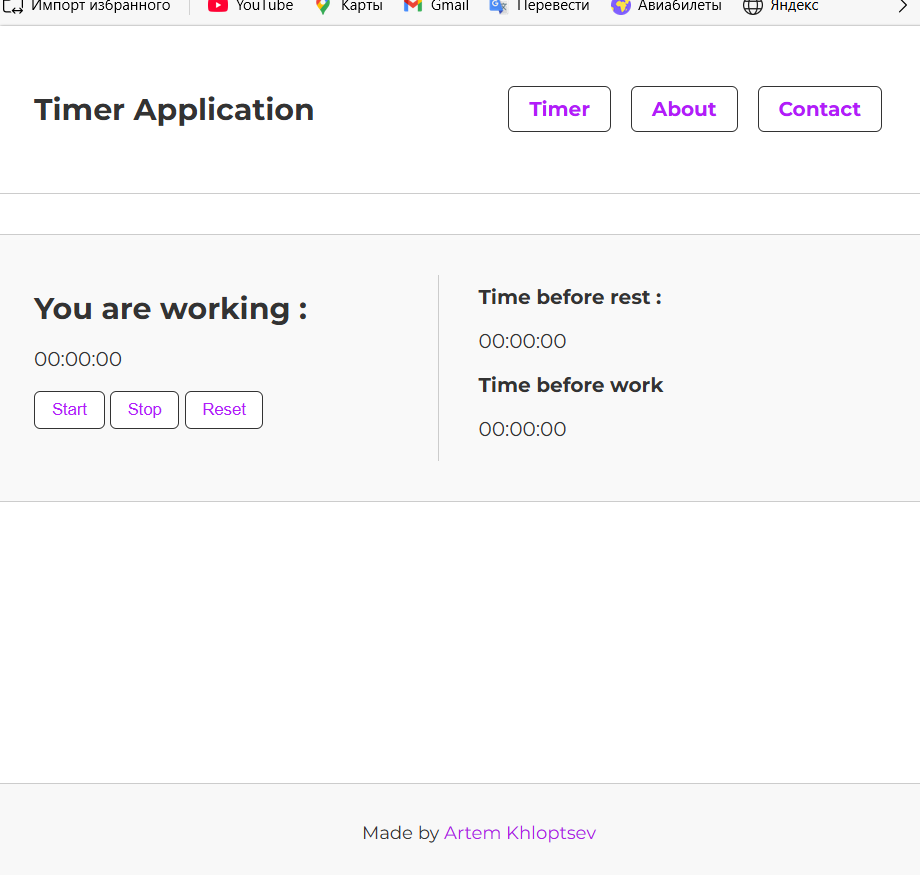 Импорт избранного YouTube Карты Gmail Перевести Авиабилеты Яндекс
Timer Application
Timer About Contact
You are working :
00:00:00
Start Stop Reset
Time before rest :
00:00:00
Time before work
00:00:00
Made by Artem Khloptsev